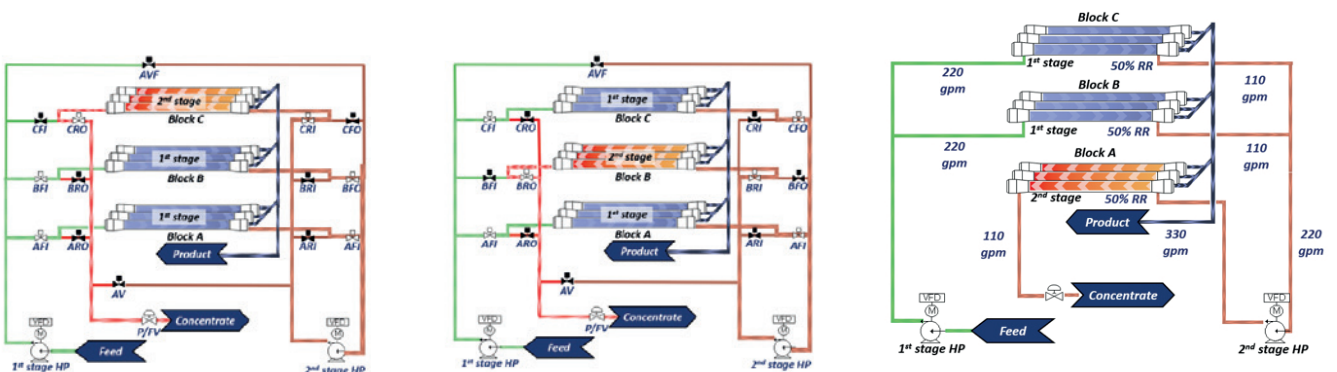 AVF
2nd stage
CFI
CRO
Block C
CRI
CFO
1st stage
BFI
BRO
Block B
BRI
BFO
1st stage
AFI
ARO
Block A
ARI
AFI
Product
AV
VFD
M
P/FV
Concentrate
VFD
M
Feed
1st stage HP
2nd stage HP
AVF
1st stage
CFI
CRO
Block C
CRI
CFO
2nd stage
BFI
BRO
Block B
BRI
BFO
1st stage
AFI
ARO
Block A
ARI
AFI
Product
AV
VFD
M
P/FV
Concentrate
VFD
M
Feed
1st stage HP
2nd stage HP
Block C
1st stage
50% RR
220
gpm
110
gpm
Block B
1st stage
50% RR
220
gpm
110
gpm
Block A
2nd stage
50% RR
Product
110
gpm
330
gpm
220
gpm
VFD
M
Concentrate
VFD
M
Feed
1st stage HP
2nd stage HP